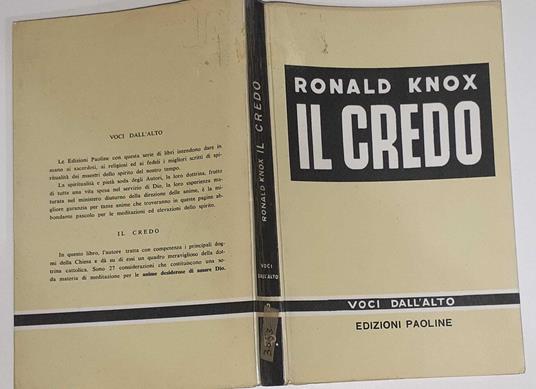 VOCI DALL'ALTO
Le Edizioni Paoline con questa serie di libri intendono dare in
mano ai sacerdoti, ai religiosi ed ai fedeli i migliori scritti di spi-
ritualità dei maestri dello spirito del nostro tempo.
La spiritualità e pietà soda degli Autori, la loro dottrina, frutto
di tutta una vita spesa nel servizio di Dio, la loro esperienza ma-
turata nel ministero diuturno della direzione delle anime, è la mi-
gliore garanzia per tante anime che troveranno in queste pagine ab-
bondante pascolo per le meditazioni ed elevazioni dello spirito.
IL CREDO
In questo libro, l'autore tratta con competenza i principali dog-
mi della Chiesa e dà su di essi un quadro meraviglioso della dot-
trina cattolica. Sono 27 considerazioni che costituiscono una so-
da materia di meditazione per le anime desiderose di amare Dio.
RONALD KNOX IL CREDO
VOCI
DALL'ALTO
3.033
RONALD KNOX
IL CREDO
VOCI DALL'ALTO
EDIZIONI PAOLINE